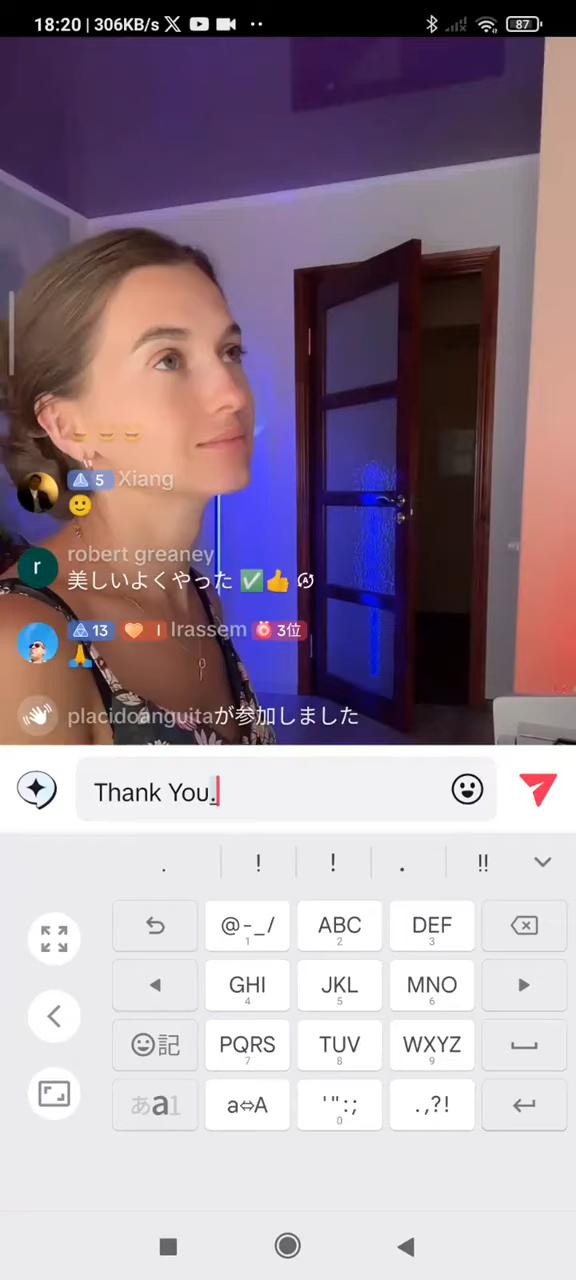 18:20 | 306KB/s
87
5 Xiang
robert greaney
美しいよくやった ✅👍
13 I Irassem 3位
🙏
placidoanguitaが参加しました
Thank You.
. ! ! . !!
@-_/ ABC DEF
1 2 3
GHI JKL MNO
4 5 6
☺記 PQRS TUV WXYZ
7 8 9
あa1 a⇔A '":; .,?!
0